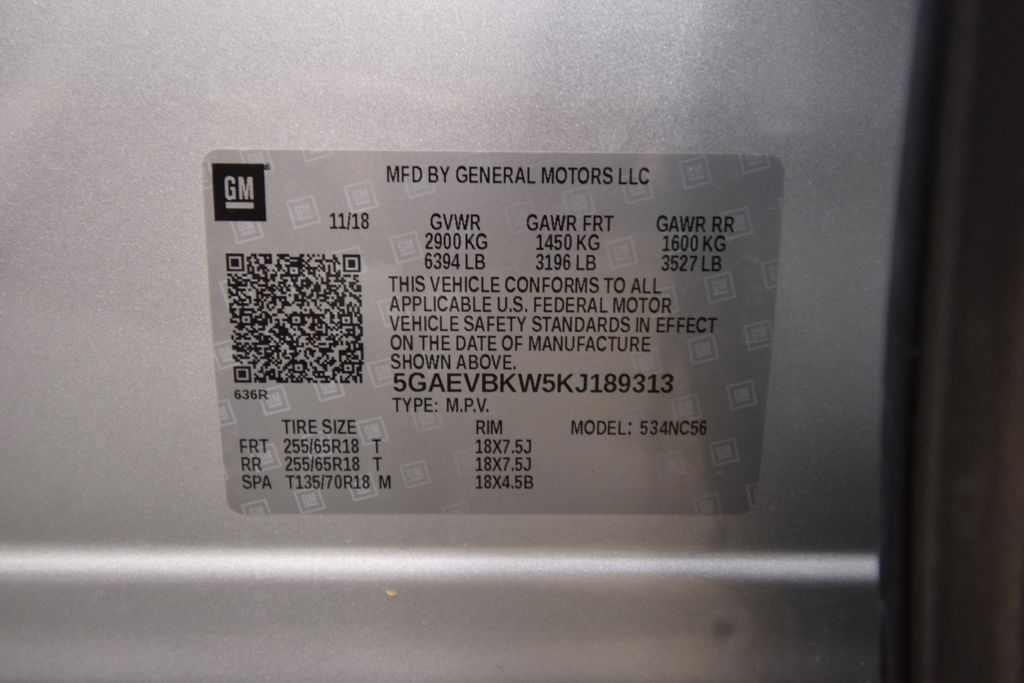 GM
MFD BY GENERAL MOTORS LLC
11/18 GVWR GAWR FRT GAWR RR
2900 KG 1450 KG 1600 KG
6394 LB 3196 LB 3527 LB
THIS VEHICLE CONFORMS TO ALL
APPLICABLE U.S. FEDERAL MOTOR
VEHICLE SAFETY STANDARDS IN EFFECT
ON THE DATE OF MANUFACTURE
SHOWN ABOVE.
5GAEVBKW5KJ189313
636R
TYPE: M.P.V.
TIRE SIZE RIM MODEL: 534NC56
FRT 255/65R18 T 18X7.5J
RR 255/65R18 T 18X7.5J
SPA T135/70R18 M 18X4.5B